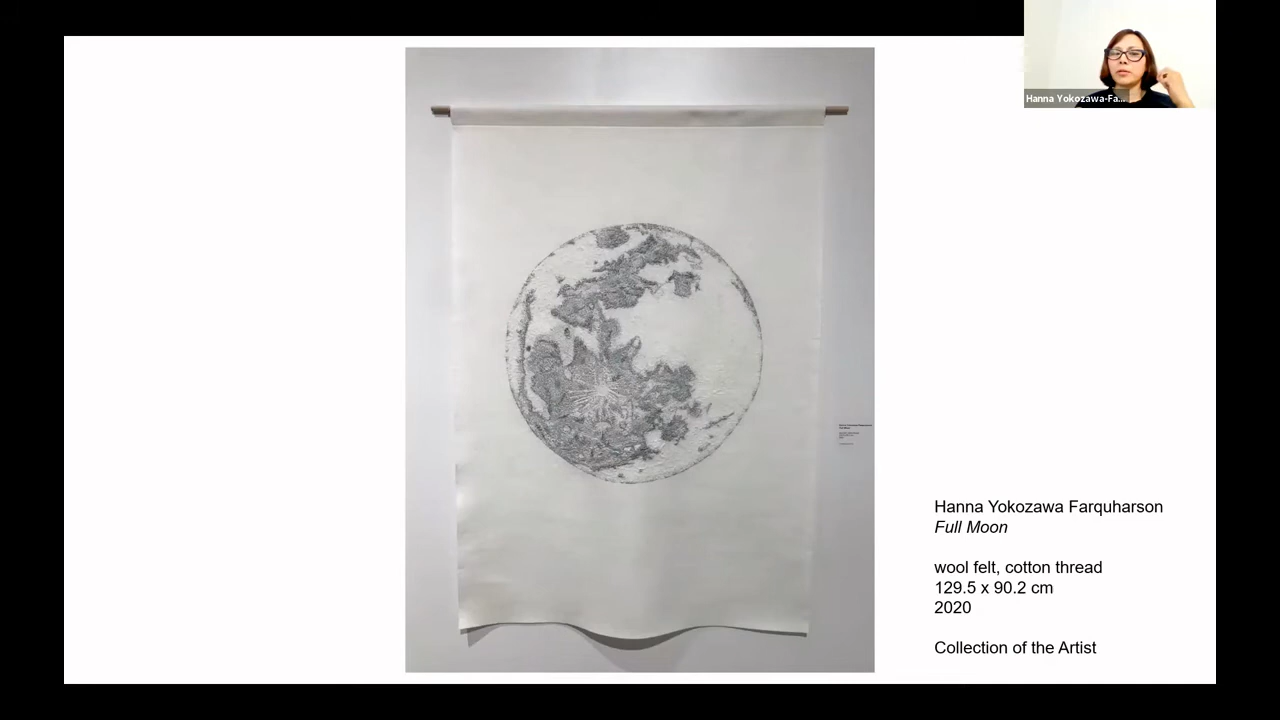 Hanna Yokozawa-Fa...
Hanna Yokozawa Farquharson
Full Moon
wool felt, cotton thread
129.5 x 90.2 cm
2020
Collection of the Artist